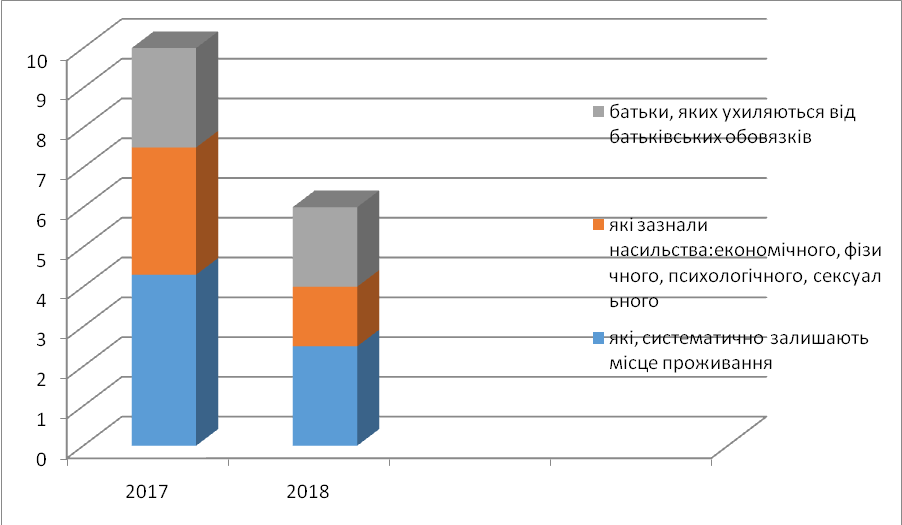 10
9
8
7
6
5
4
3
2
1
0
2017
2018
батьки, яких ухиляються від
батьківських обовязків
які зазнали
насильства:економічного, фізи
чного, психологічного, сексуал
ьного
які, систематично залишають
місце проживання